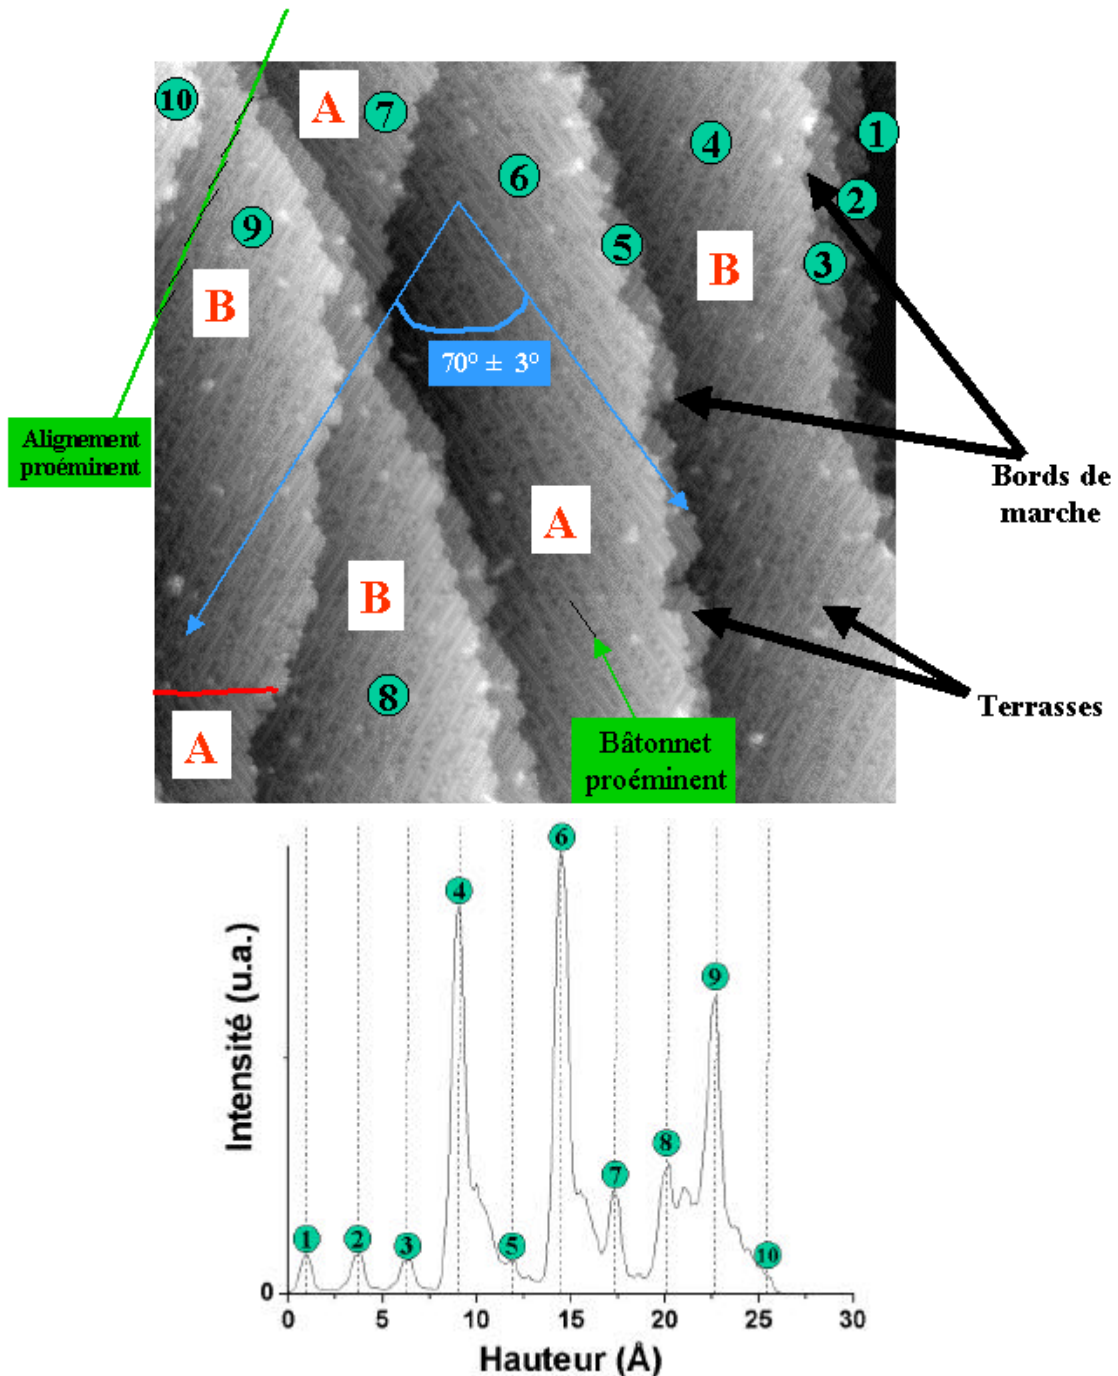 10
A
7
6
4
1
2
9
5
3
B
B
70° ± 3°
Alignement
proéminent
Bords de
marche
A
B
8
Terrasses
A
Bâtonnet
proéminent
6
4
9
8
7
1
2
3
5
10
Intensité (u.a.)
0
0
5
10
15
20
25
30
Hauteur (Å)